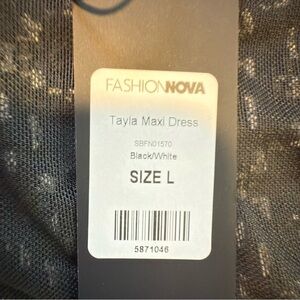 FASHIONNOVA
Tayla Maxi Dress
SBFN01570
Black/White
SIZE L
5871046